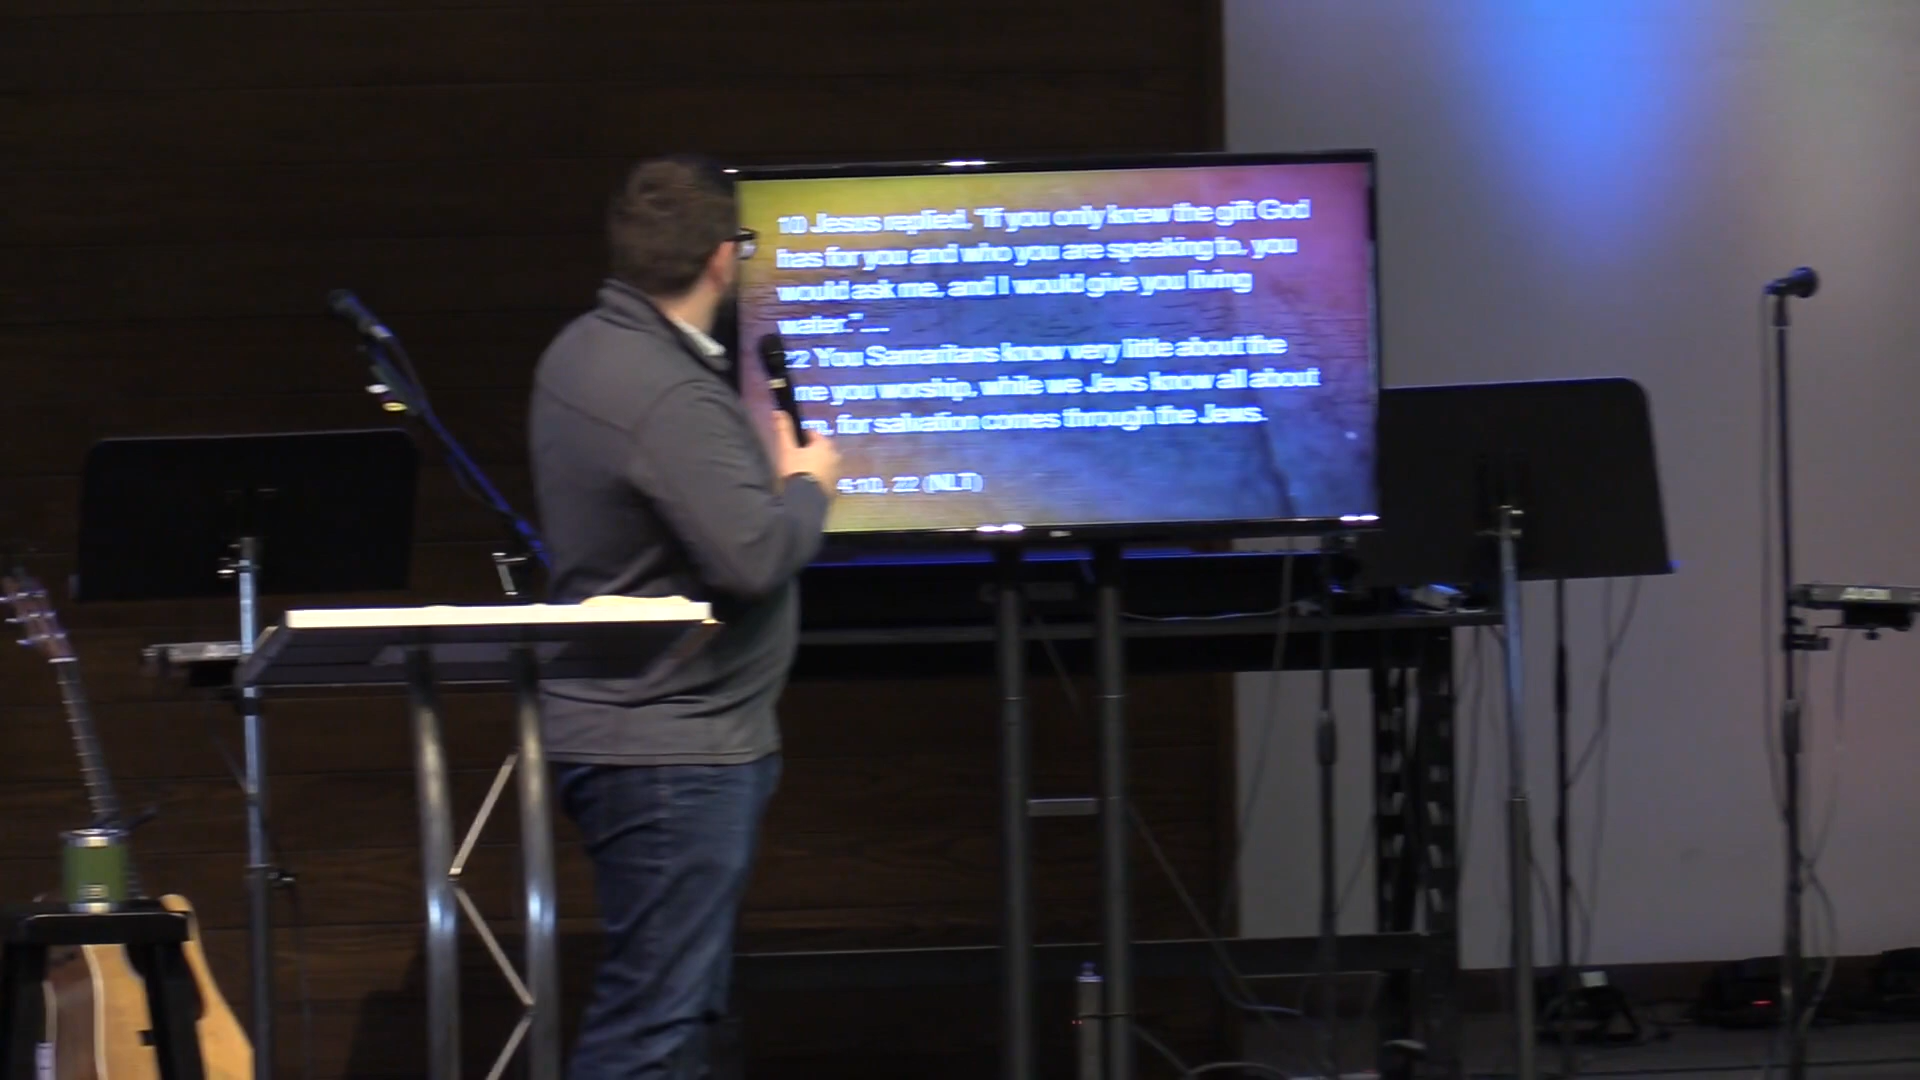 10 Jesus replied, "If you only knew the gift God
has for you and who you are speaking to, you
would ask me, and I would give you living
water."....
22 You Samaritans know very little about the
ne you worship, while we Jews know all about
for salvation comes through the Jews.
4:10, 22 (NLT)